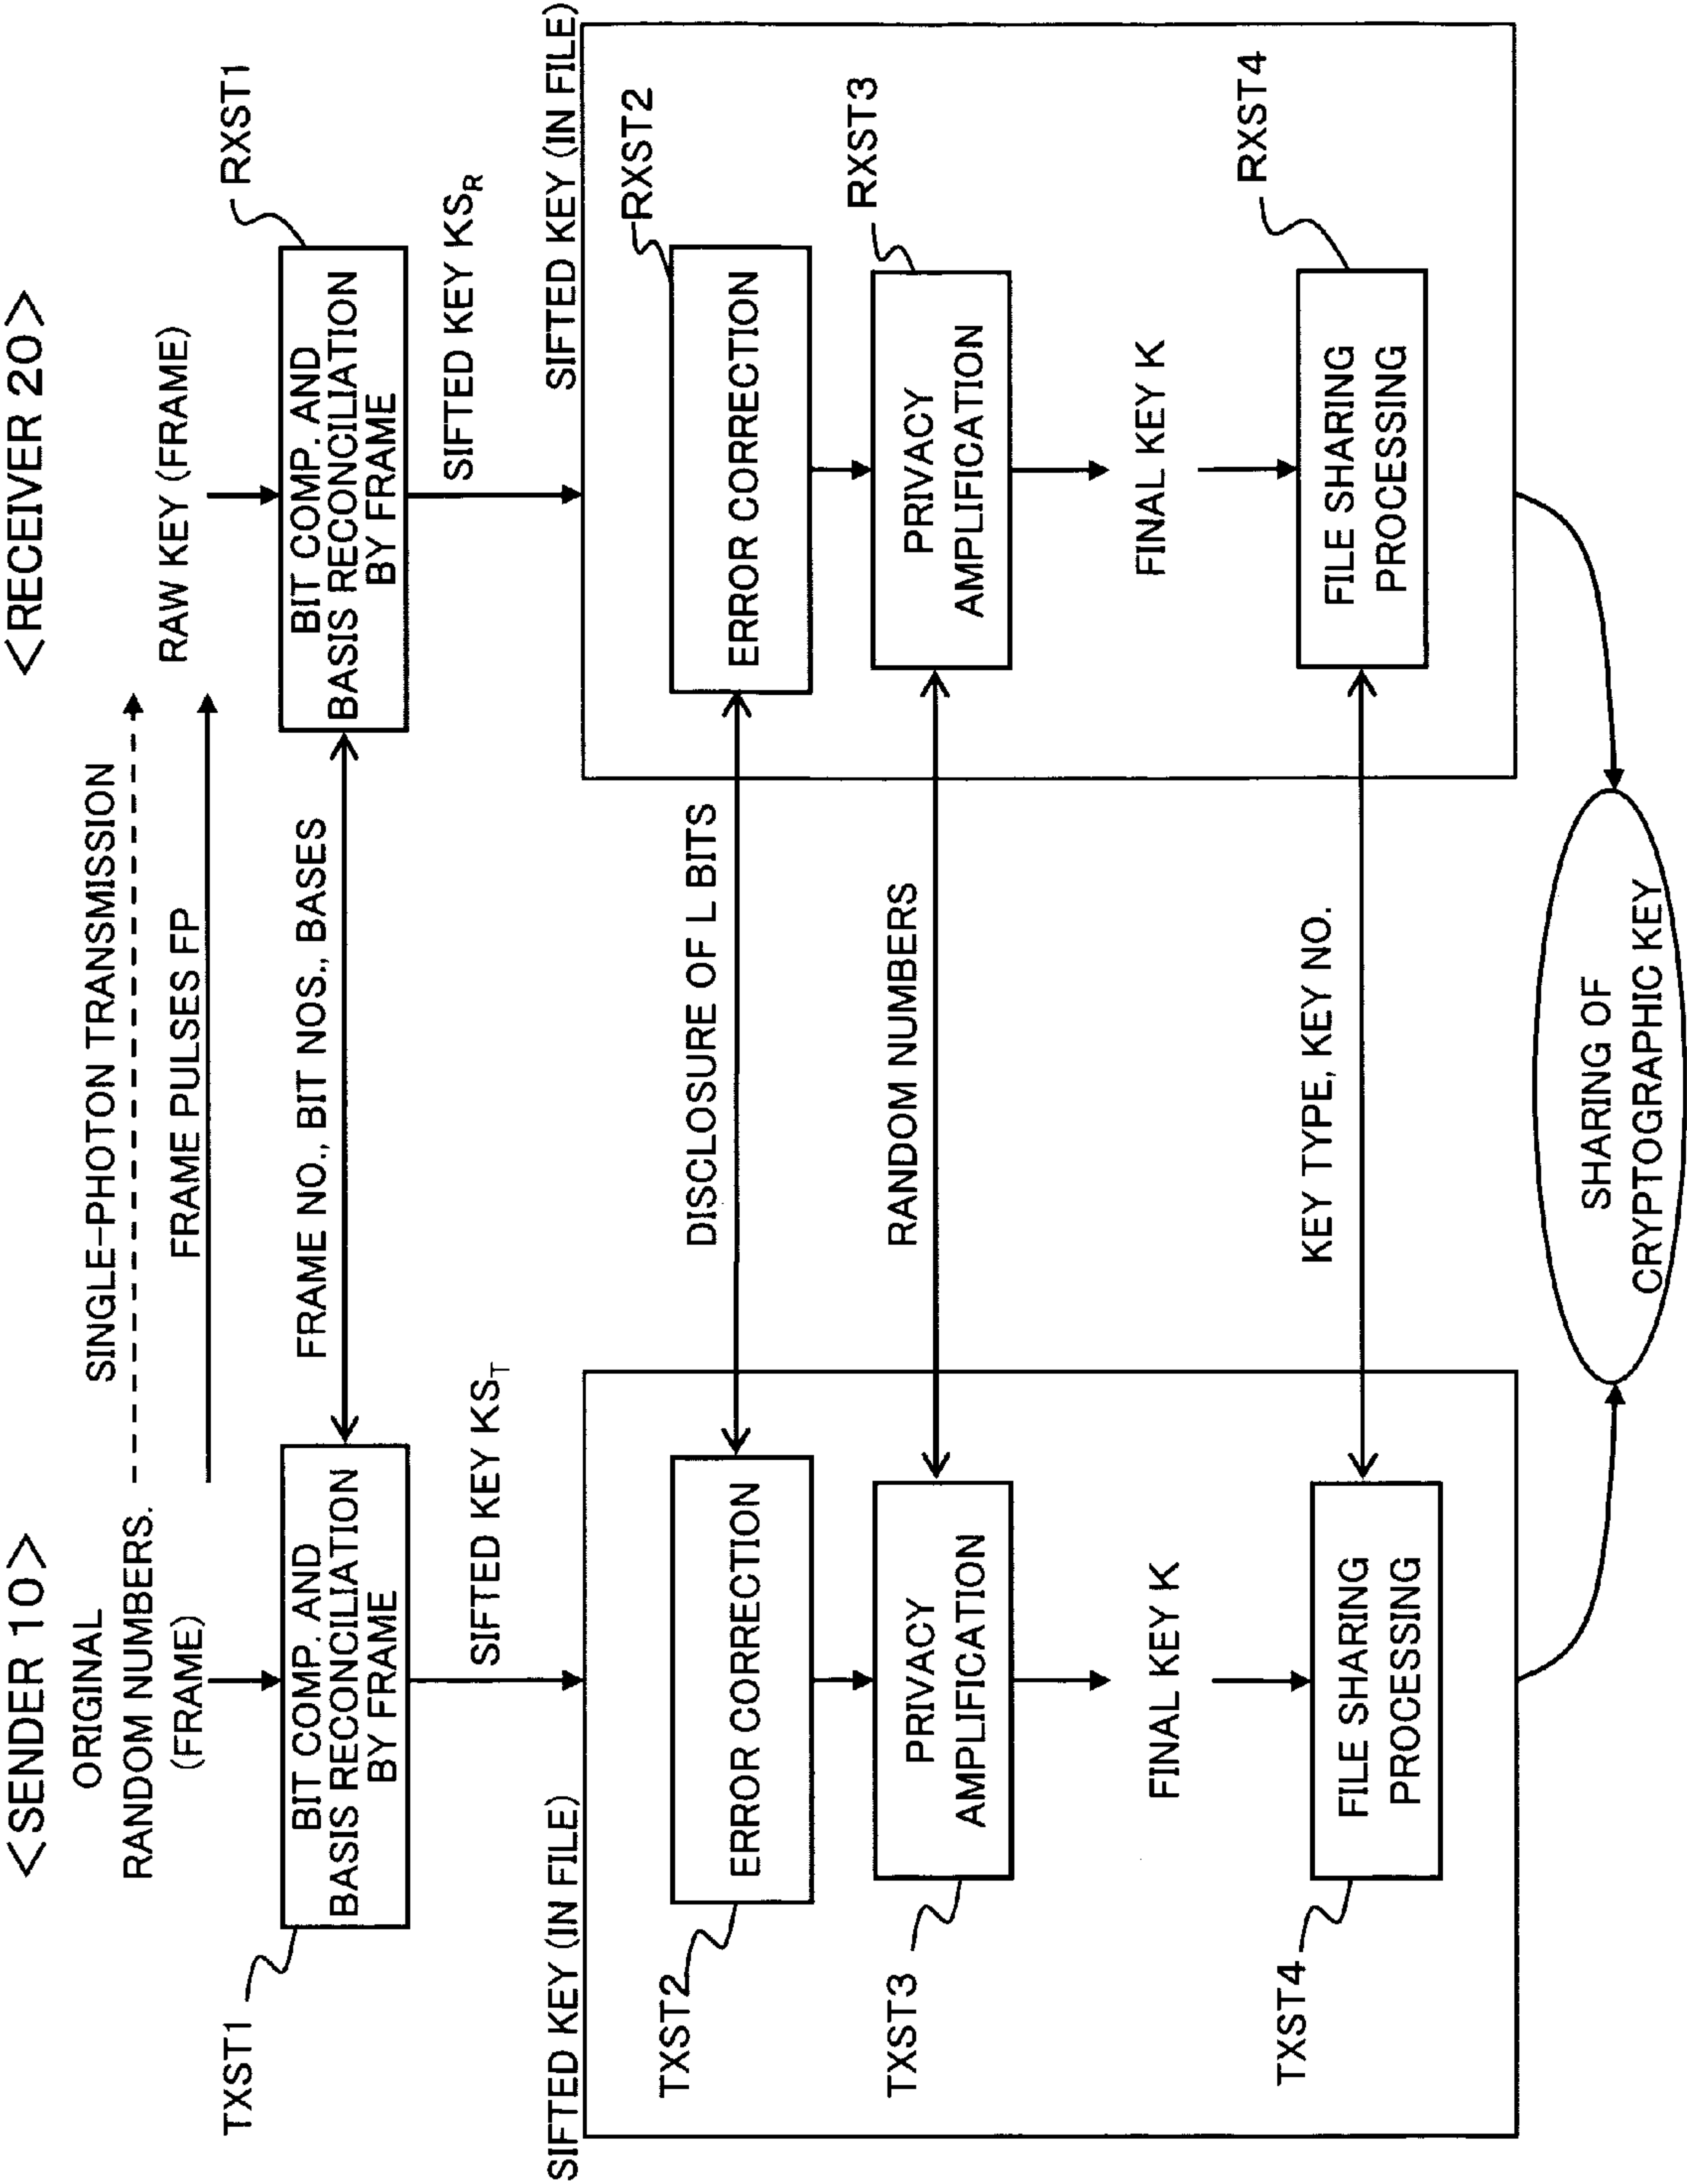 <SENDER 10>
<RECEIVER 20>
ORIGINAL
RANDOM NUMBERS.
(FRAME)
SINGLE-PHOTON TRANSMISSION
FRAME PULSES FP
RAW KEY (FRAME)
TXST1
BIT COMP. AND
BASIS RECONCILIATION
BY FRAME
FRAME NO., BIT NOS., BASES
BIT COMP. AND
BASIS RECONCILIATION
BY FRAME
RXST1
SIFTED KEY KST
SIFTED KEY KSR
SIFTED KEY (IN FILE)
SIFTED KEY (IN FILE)
TXST2
ERROR CORRECTION
DISCLOSURE OF L BITS
ERROR CORRECTION
RXST2
TXST3
PRIVACY
AMPLIFICATION
RANDOM NUMBERS
PRIVACY
AMPLIFICATION
RXST3
FINAL KEY K
FINAL KEY K
TXST4
FILE SHARING
PROCESSING
KEY TYPE, KEY NO.
FILE SHARING
PROCESSING
RXST4
SHARING OF
CRYPTOGRAPHIC KEY